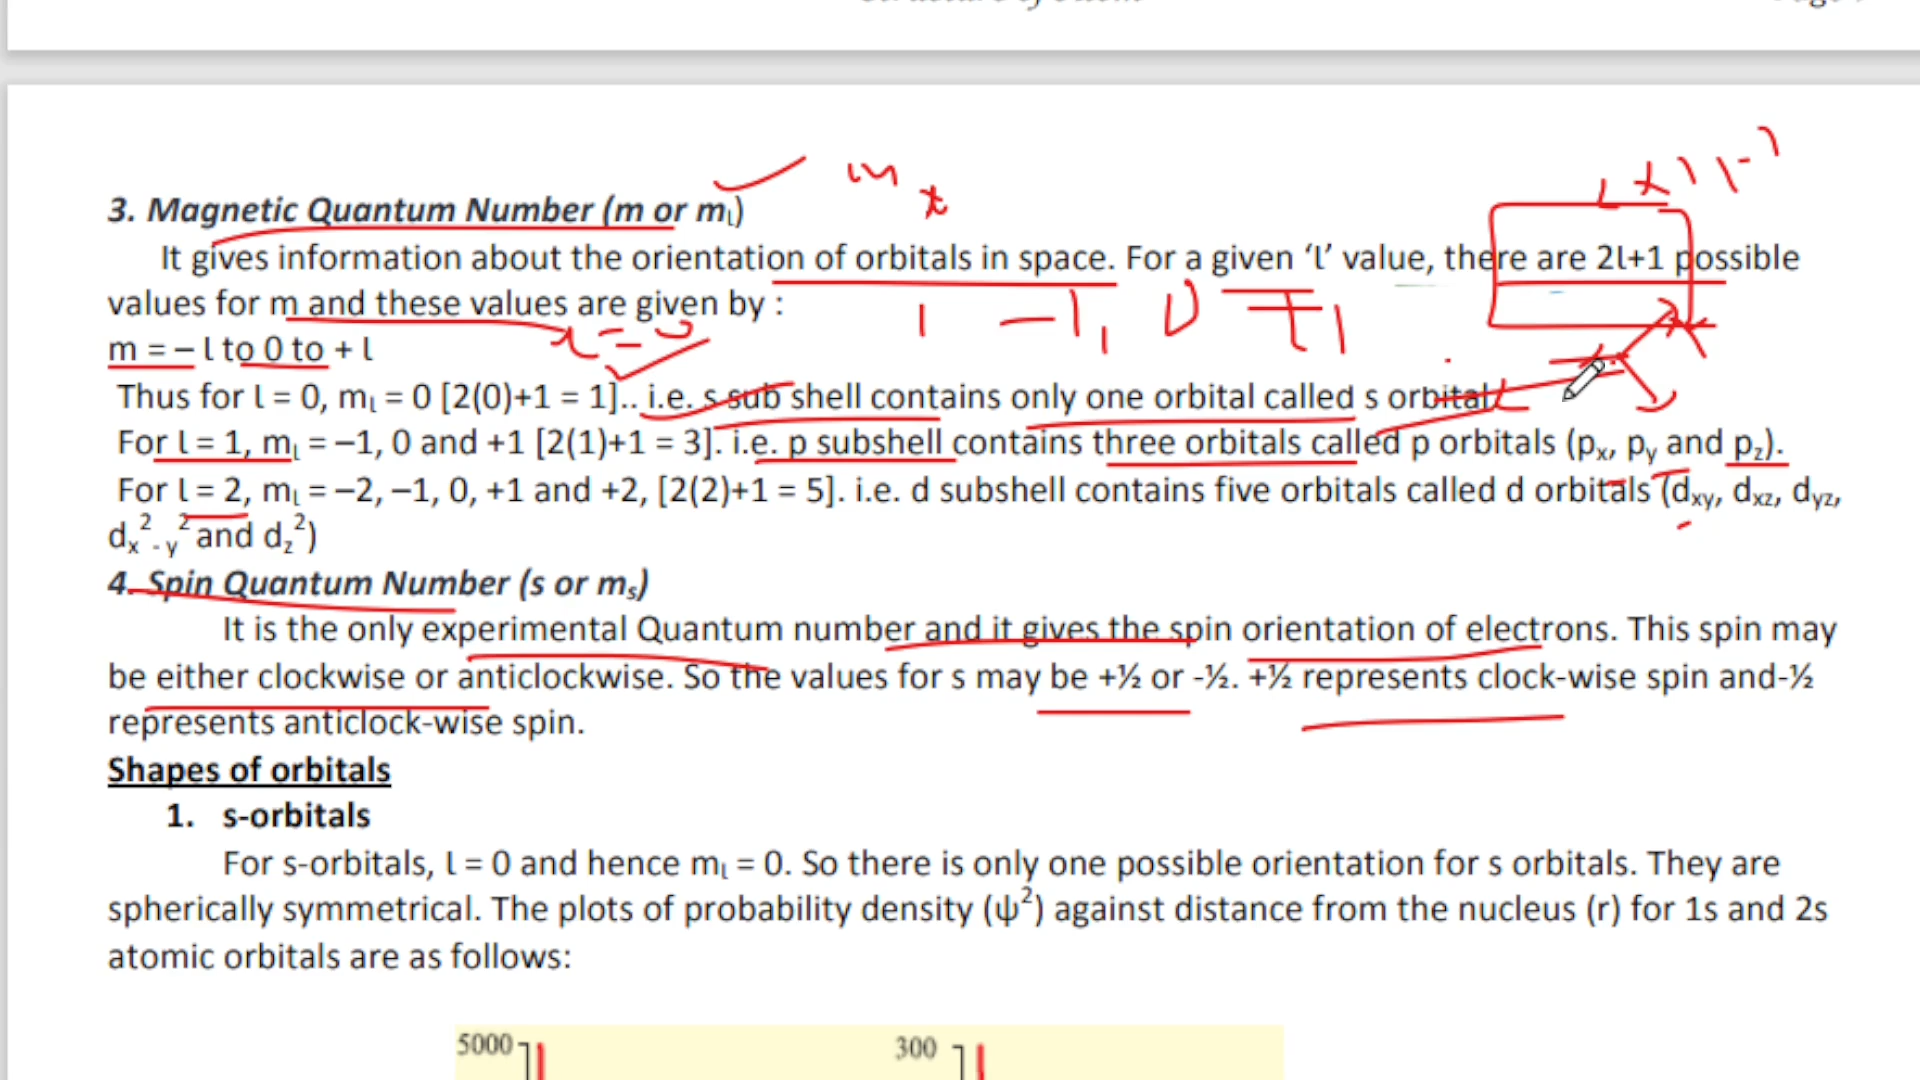 3. Magnetic Quantum Number (m or mₗ)
It gives information about the orientation of orbitals in space. For a given ‘l’ value, there are 2l+1 possible
values for m and these values are given by :
m = – l to 0 to + l
Thus for l = 0, mₗ = 0 [2(0)+1 = 1].. i.e. s sub shell contains only one orbital called s orbital.
For l = 1, mₗ = –1, 0 and +1 [2(1)+1 = 3]. i.e. p subshell contains three orbitals called p orbitals (pₓ, pᵧ and p_z).
For l = 2, mₗ = –2, –1, 0, +1 and +2, [2(2)+1 = 5]. i.e. d subshell contains five orbitals called d orbitals (dxy, dxz, dyz,
dx²-y² and dz²)
4. Spin Quantum Number (s or mₛ)
It is the only experimental Quantum number and it gives the spin orientation of electrons. This spin may
be either clockwise or anticlockwise. So the values for s may be +½ or -½. +½ represents clock-wise spin and-½
represents anticlock-wise spin.
Shapes of orbitals
1. s-orbitals
For s-orbitals, l = 0 and hence mₗ = 0. So there is only one possible orientation for s orbitals. They are
spherically symmetrical. The plots of probability density (ψ²) against distance from the nucleus (r) for 1s and 2s
atomic orbitals are as follows:
5000 300